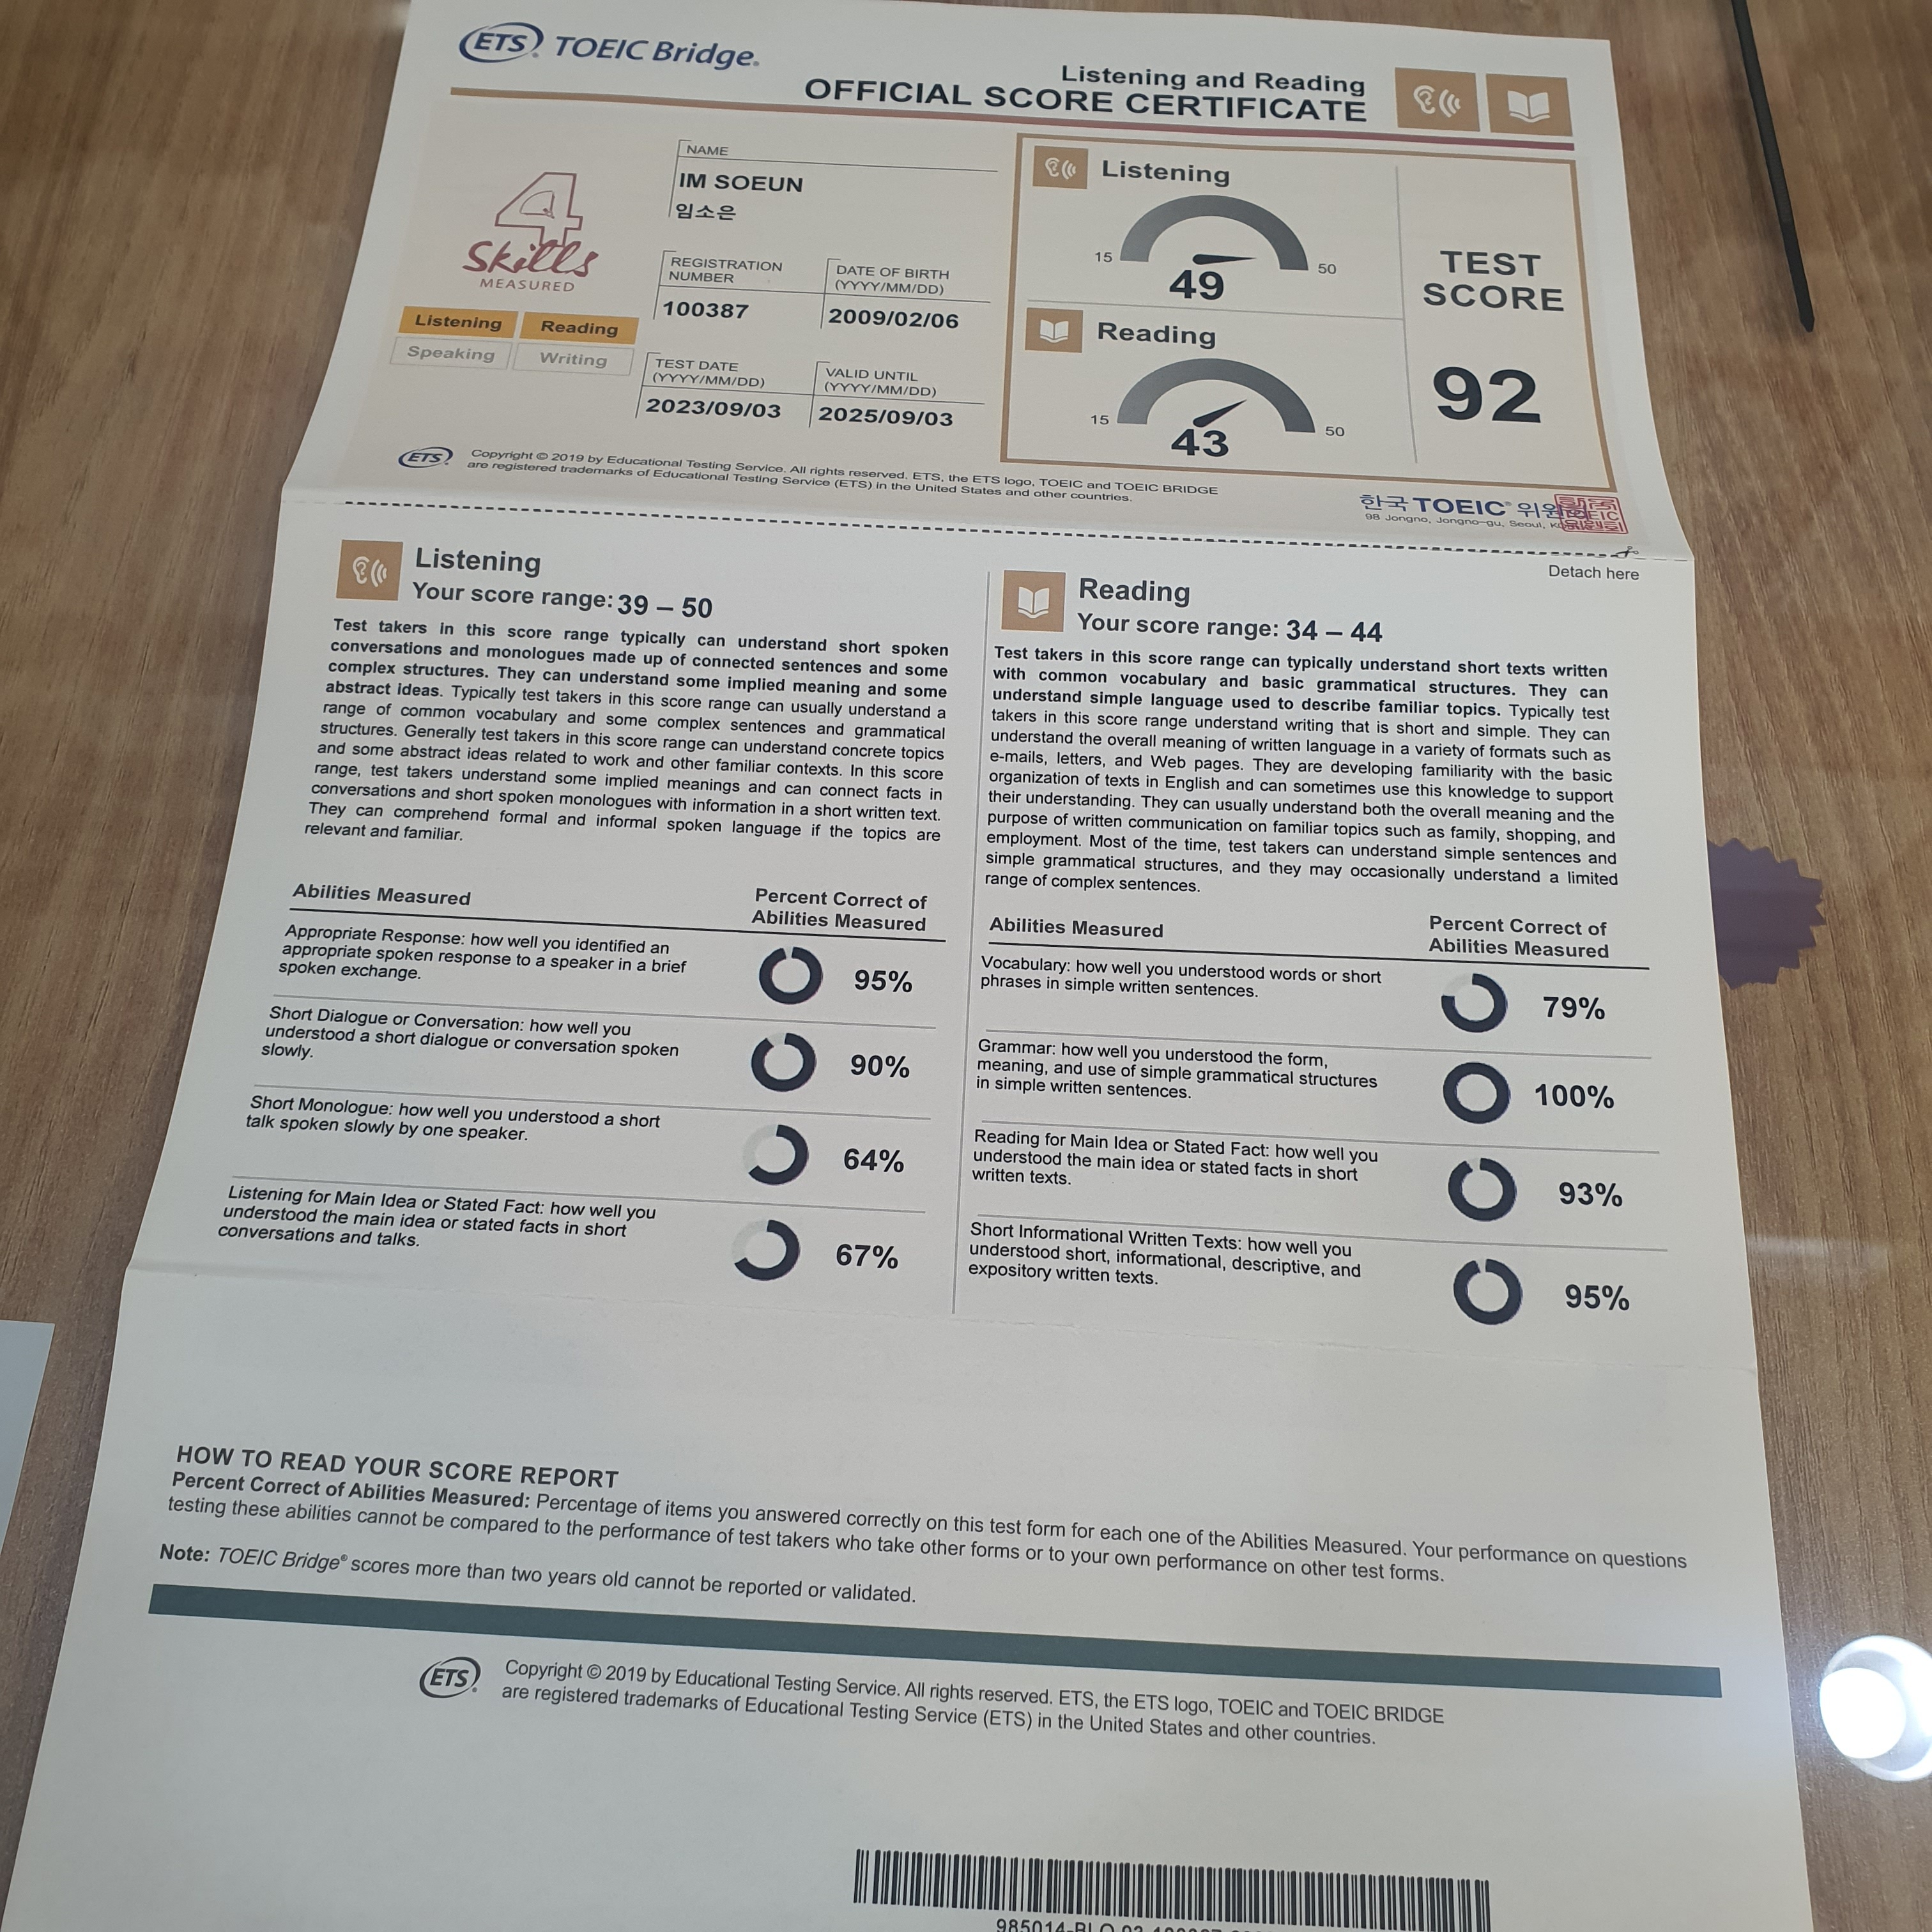 ETS® TOEIC Bridge®
Listening and Reading
OFFICIAL SCORE CERTIFICATE
4
Skills
MEASURED
Listening Reading
Speaking Writing
NAME
IM SOEUN
임소은
REGISTRATION
NUMBER
100387
DATE OF BIRTH
(YYYY/MM/DD)
2009/02/06
TEST DATE
(YYYY/MM/DD)
2023/09/03
VALID UNTIL
(YYYY/MM/DD)
2025/09/03
Listening
15 50
49
Reading
15 50
43
TEST
SCORE
92
ETS® Copyright © 2019 by Educational Testing Service. All rights reserved. ETS, the ETS logo, TOEIC and TOEIC BRIDGE
are registered trademarks of Educational Testing Service (ETS) in the United States and other countries.
한국 TOEIC® 위원회
98 Jongno, Jongno-gu, Seoul,
Detach here
Listening
Your score range: 39 – 50
Test takers in this score range typically can understand short spoken
conversations and monologues made up of connected sentences and some
complex structures. They can understand some implied meaning and some
abstract ideas. Typically test takers in this score range can usually understand a
range of common vocabulary and some complex sentences and grammatical
structures. Generally test takers in this score range can understand concrete topics
and some abstract ideas related to work and other familiar contexts. In this score
range, test takers understand some implied meanings and can connect facts in
conversations and short spoken monologues with information in a short written text.
They can comprehend formal and informal spoken language if the topics are
relevant and familiar.
Abilities Measured
Percent Correct of
Abilities Measured
Appropriate Response: how well you identified an
appropriate spoken response to a speaker in a brief
spoken exchange.
95%
Short Dialogue or Conversation: how well you
understood a short dialogue or conversation spoken
slowly.
90%
Short Monologue: how well you understood a short
talk spoken slowly by one speaker.
64%
Listening for Main Idea or Stated Fact: how well you
understood the main idea or stated facts in short
conversations and talks.
67%
Reading
Your score range: 34 – 44
Test takers in this score range can typically understand short texts written
with common vocabulary and basic grammatical structures. They can
understand simple language used to describe familiar topics. Typically test
takers in this score range understand writing that is short and simple. They can
understand the overall meaning of written language in a variety of formats such as
e-mails, letters, and Web pages. They are developing familiarity with the basic
organization of texts in English and can sometimes use this knowledge to support
their understanding. They can usually understand both the overall meaning and the
purpose of written communication on familiar topics such as family, shopping, and
employment. Most of the time, test takers can understand simple sentences and
simple grammatical structures, and they may occasionally understand a limited
range of complex sentences.
Abilities Measured
Percent Correct of
Abilities Measured
Vocabulary: how well you understood words or short
phrases in simple written sentences.
79%
Grammar: how well you understood the form,
meaning, and use of simple grammatical structures
in simple written sentences.
100%
Reading for Main Idea or Stated Fact: how well you
understood the main idea or stated facts in short
written texts.
93%
Short Informational Written Texts: how well you
understood short, informational, descriptive, and
expository written texts.
95%
HOW TO READ YOUR SCORE REPORT
Percent Correct of Abilities Measured: Percentage of items you answered correctly on this test form for each one of the Abilities Measured. Your performance on questions
testing these abilities cannot be compared to the performance of test takers who take other forms or to your own performance on other test forms.
Note: TOEIC Bridge® scores more than two years old cannot be reported or validated.
ETS® Copyright © 2019 by Educational Testing Service. All rights reserved. ETS, the ETS logo, TOEIC and TOEIC BRIDGE
are registered trademarks of Educational Testing Service (ETS) in the United States and other countries.